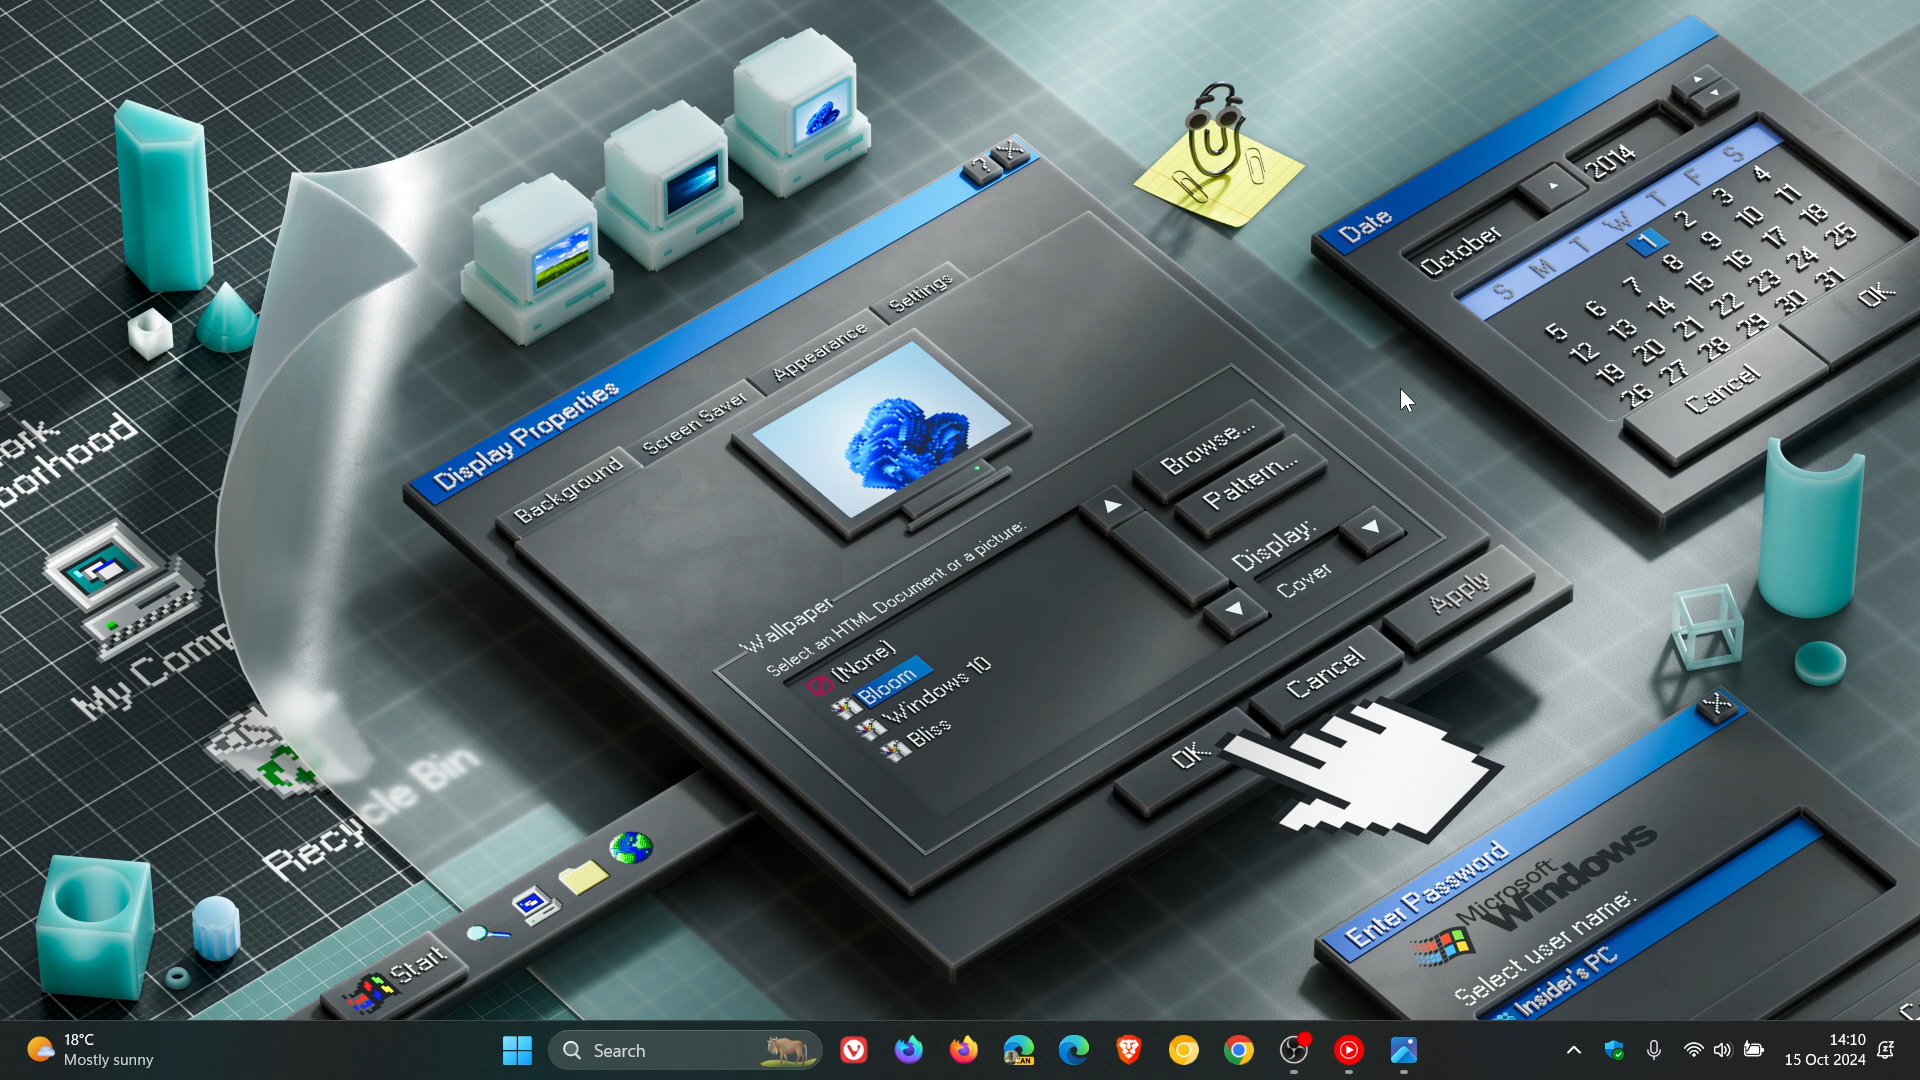 Date
October
2014
S M T W T F S
1 2 3 4
5 6 7 8 9 10 11
12 13 14 15 16 17 18
19 20 21 22 23 24 25
26 27 28 29 30 31
OK
Cancel
?
Display Properties
Background
Screen Saver
Appearance
Settings
Wallpaper
Select an HTML Document or a picture:
(None)
Bloom
Windows 10
Bliss
Browse...
Pattern...
Display:
Cover
OK
Cancel
Apply
My Comp
Recycle Bin
Start
Enter Password
Microsoft
Windows
Select user name:
Insider's PC
18°C
Mostly sunny
Search
14:10
15 Oct 2024